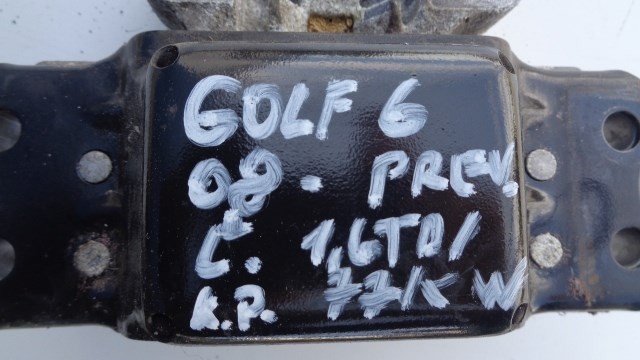 GOLF 6
08. PREV.
Č. 1,6TDI
K.P. 77KW